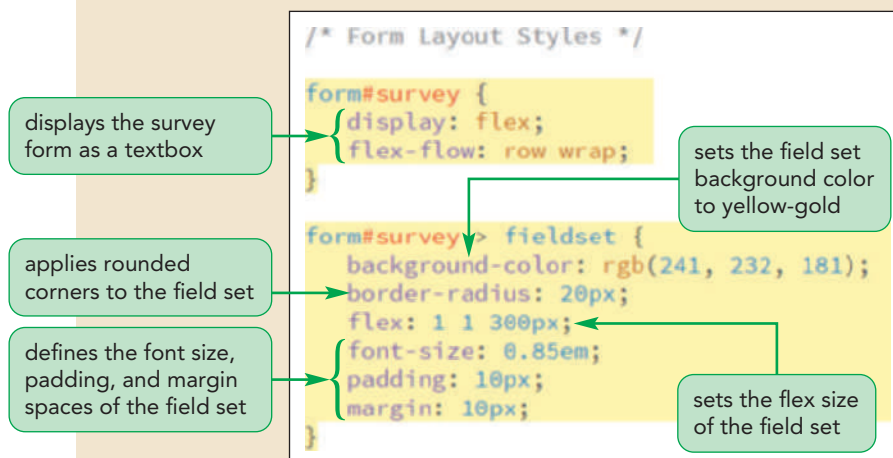 /* Form Layout Styles */
form#survey {
display: flex;
flex-flow: row wrap;
}
form#survey > fieldset {
background-color: rgb(241, 232, 181);
border-radius: 20px;
flex: 1 1 300px;
font-size: 0.85em;
padding: 10px;
margin: 10px;
}
displays the survey
form as a textbox
sets the field set
background color
to yellow-gold
applies rounded
corners to the field set
defines the font size,
padding, and margin
spaces of the field set
sets the flex size
of the field set